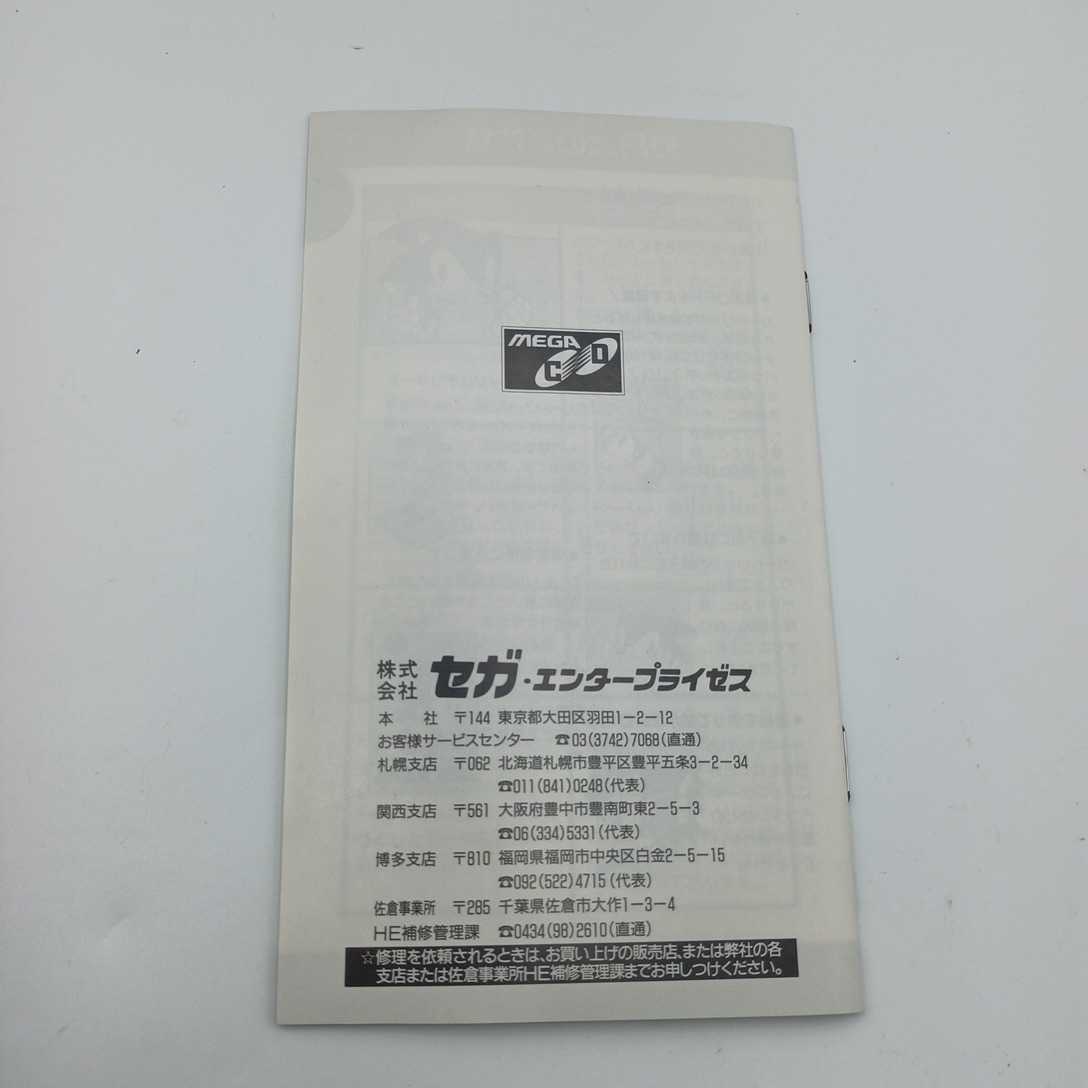 MEGA
CD
株式会社 セガ・エンタープライゼス
本 社 〒144 東京都大田区羽田1-2-12
お客様サービスセンター ☎03(3742)7068(直通)
札幌支店 〒062 北海道札幌市豊平区豊平五条3-2-34
☎011(841)0248(代表)
関西支店 〒561 大阪府豊中市豊南町東2-5-3
☎06(334)5331(代表)
博多支店 〒810 福岡県福岡市中央区白金2-5-15
☎092(522)4715(代表)
佐倉事業所 〒285 千葉県佐倉市大作1-3-4
HE補修管理課 ☎0434(98)2610(直通)
☆修理を依頼されるときは、お買い上げの販売店、または弊社の各
支店または佐倉事業所HE補修管理課までお申しつけください。